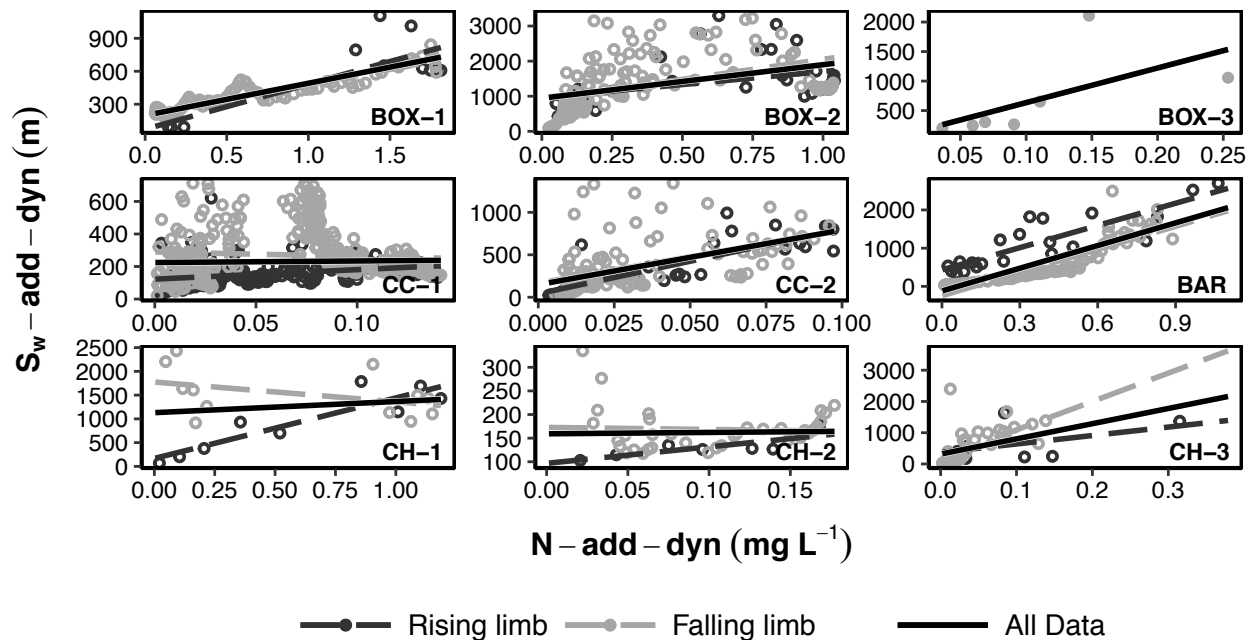 900
600
300
BOX−1
0.0 0.5 1.0 1.5
3000
2000
1000
0
BOX−2
0.00 0.25 0.50 0.75 1.00
2000
1500
1000
500
BOX−3
0.05 0.10 0.15 0.20 0.25
600
400
200
0
CC−1
0.00 0.05 0.10
1000
500
0
CC−2
0.000 0.025 0.050 0.075 0.100
2000
1000
0
BAR
0.0 0.3 0.6 0.9
2500
2000
1500
1000
500
0
CH−1
0.00 0.25 0.50 0.75 1.00
300
250
200
150
100
CH−2
0.00 0.05 0.10 0.15
3000
2000
1000
0
CH−3
0.0 0.1 0.2 0.3
Sw − add − dyn (m)
N − add − dyn (mg L−1)
Rising limb Falling limb All Data